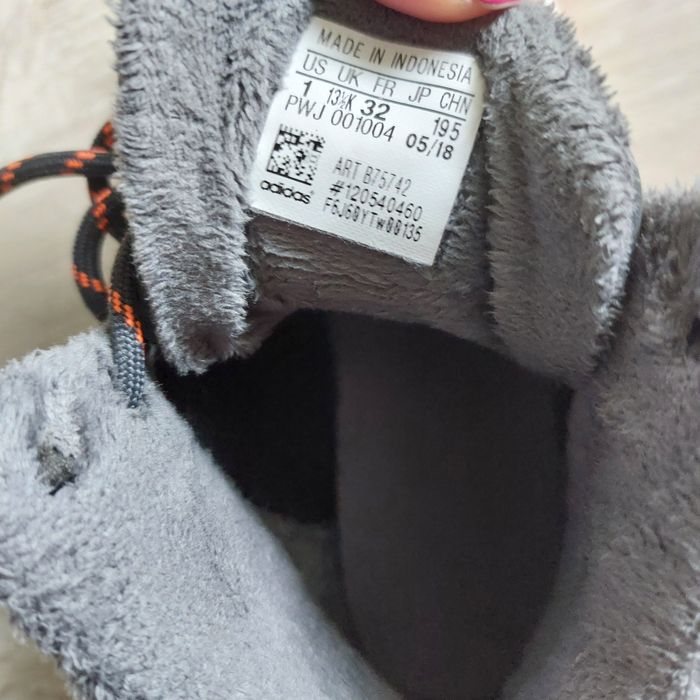 MADE IN INDONESIA
US UK FR JP CHN
1 13½K 32 195
PWJ 001004 05/18
ART B75742
#120540460
adidas F6J60YTW00135